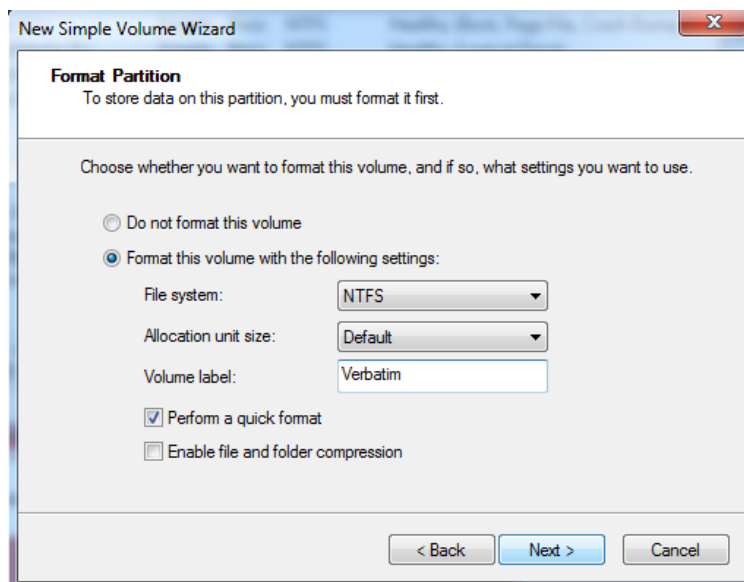 New Simple Volume Wizard
Format Partition
To store data on this partition, you must format it first.
Choose whether you want to format this volume, and if so, what settings you want to use.
Do not format this volume
Format this volume with the following settings:
File system: NTFS
Allocation unit size: Default
Volume label: Verbatim
Perform a quick format
Enable file and folder compression
< Back Next > Cancel